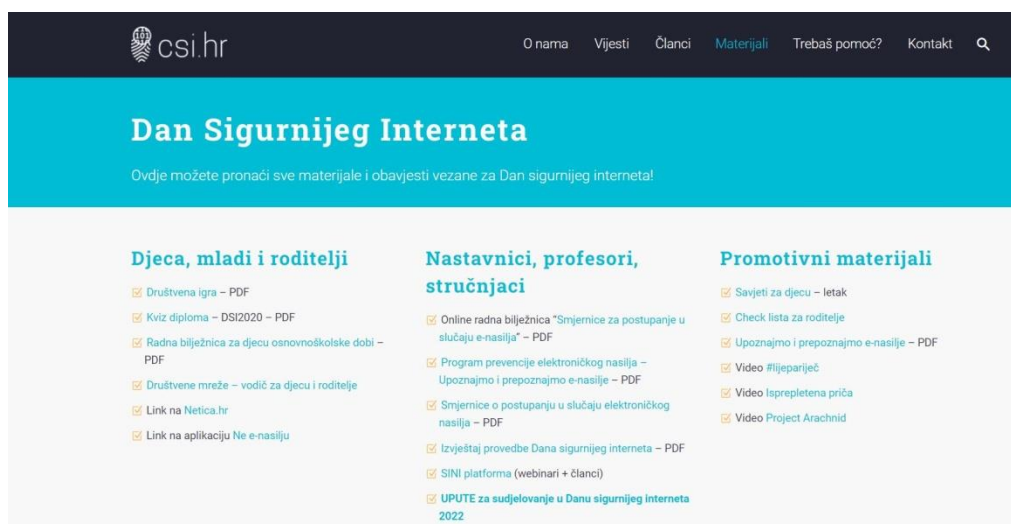 csi.hr
O nama Vijesti Članci Materijali Trebaš pomoć? Kontakt
Dan Sigurnijeg Interneta
Ovdje možete pronaći sve materijale i obavjesti vezane za Dan sigurnijeg interneta!
Djeca, mladi i roditelji
Društvena igra – PDF
Kviz diploma – DSI2020 – PDF
Radna bilježnica za djecu osnovnoškolske dobi –
PDF
Društvene mreže – vodič za djecu i roditelje
Link na Netica.hr
Link na aplikaciju Ne e-nasilju
Nastavnici, profesori,
stručnjaci
Online radna bilježnica “Smjernice za postupanje u
slučaju e-nasilja” – PDF
Program prevencije elektroničkog nasilja –
Upoznajmo i prepoznajmo e-nasilje – PDF
Smjernice o postupanju u slučaju elektroničkog
nasilja – PDF
Izvještaj provedbe Dana sigurnijeg interneta – PDF
SINI platforma (webinari + članci)
UPUTE za sudjelovanje u Danu sigurnijeg interneta
2022
Promotivni materijali
Savjeti za djecu – letak
Check lista za roditelje
Upoznajmo i prepoznajmo e-nasilje – PDF
Video #lijepariječ
Video Isprepletena priča
Video Project Arachnid